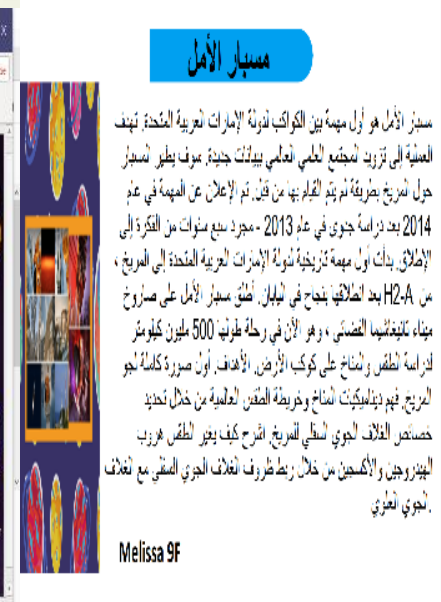 مسبار الأمل
مسبار الأمل هو أول مهمة بين الكواكب لدولة الإمارات العربية المتحدة. تهدف
العملية إلى تزويد المجتمع العلمي العالمي ببيانات جديدة. سوف يطير المسبار
حول المريخ بطريقة لم يتم القيام بها من قبل. تم الإعلان عن المهمة في عام
2014 بعد دراسة جدوى في عام 2013 - مجرد سبع سنوات من الفكرة إلى
الإطلاق. بدأت أول مهمة تاريخية لدولة الإمارات العربية المتحدة إلى المريخ ،
من H2-A بعد انطلاقها بنجاح في اليابان. أطلق مسبار الأمل على صاروخ
ميناء تانيغاشيما الفضائي ، وهو الآن في رحلة طولها 500 مليون كيلومتر
لدراسة الطقس والمناخ على كوكب الأرض. الأهداف. أول صورة كاملة لجو
المريخ. فهم ديناميكيات المناخ وخريطة الطقس العالمية من خلال تحديد
خصائص الغلاف الجوي السفلي للمريخ. اشرح كيف يغير الطقس هروب
الهيدروجين والأكسجين من خلال ربط ظروف الغلاف الجوي السفلي مع الغلاف
.الجوي العلوي
Melissa 9F